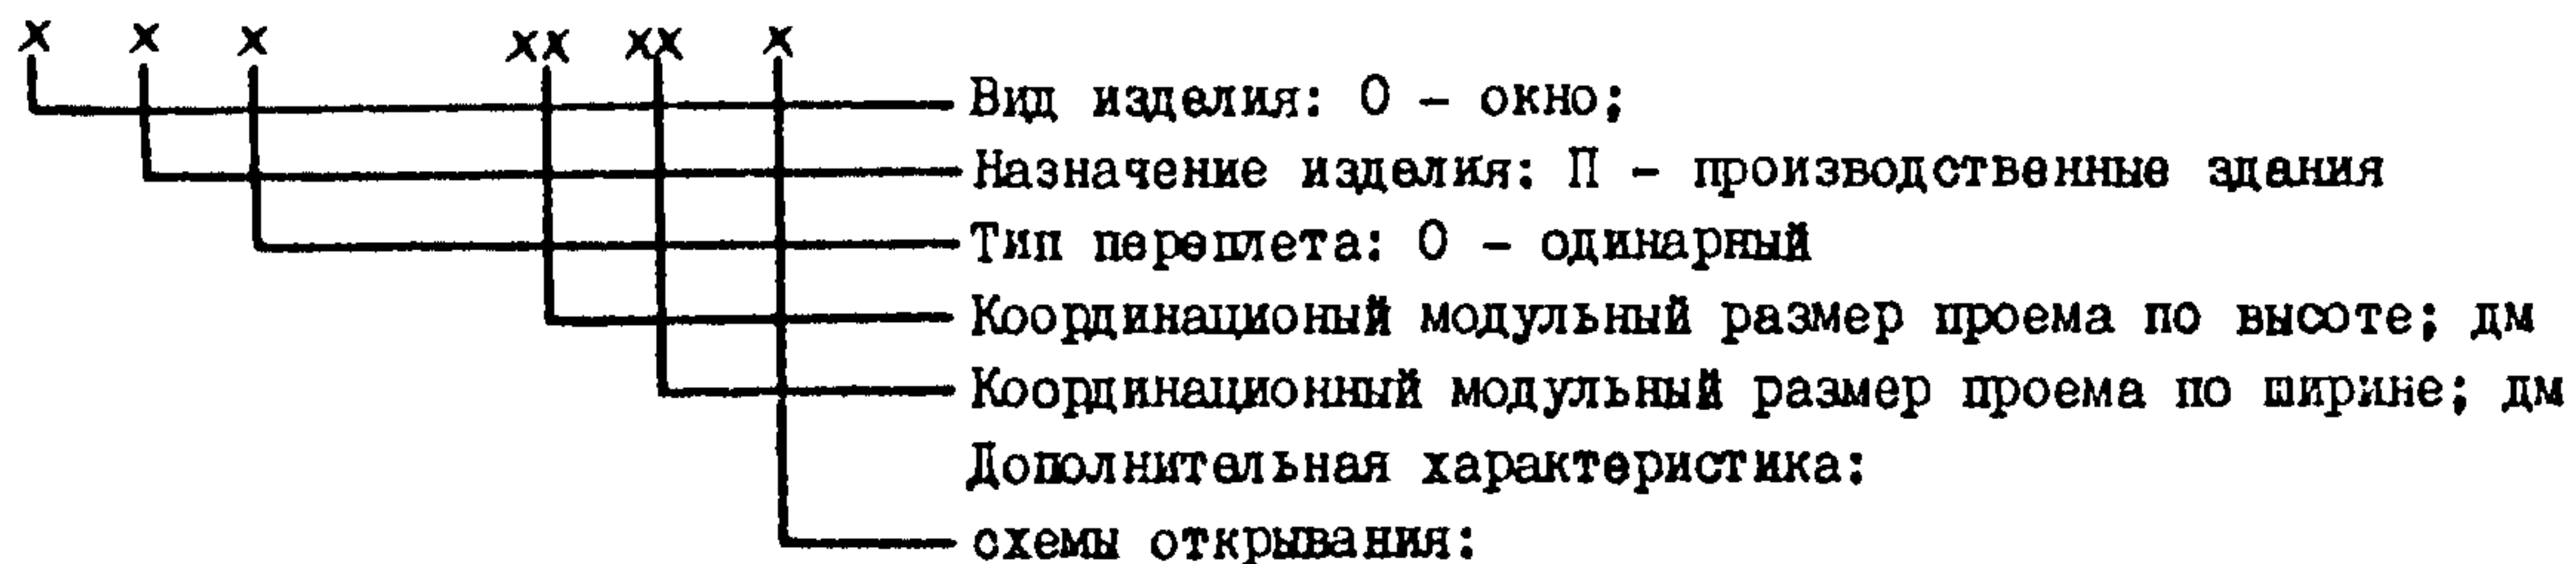 х х х хх хх х
Вид изделия: О - окно;
Назначение изделия: П - производственные здания
Тип переплета: О - одинарный
Координационый модульный размер проема по высоте; дм
Координационный модульный размер проема по ширине; дм
Дополнительная характеристика:
схемы открывания: